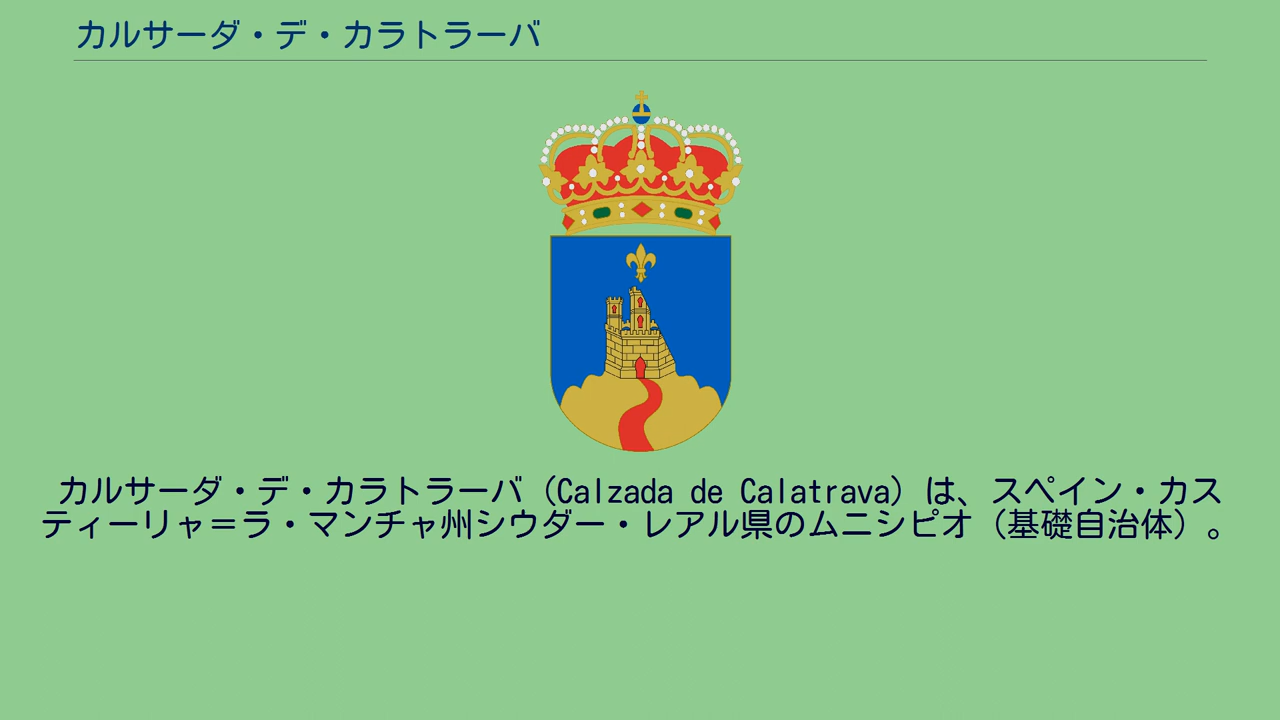 カルサーダ・デ・カラトラーバ
カルサーダ・デ・カラトラーバ（Calzada de Calatrava）は、スペイン・カス
ティーリャ＝ラ・マンチャ州シウダー・レアル県のムニシピオ（基礎自治体）。